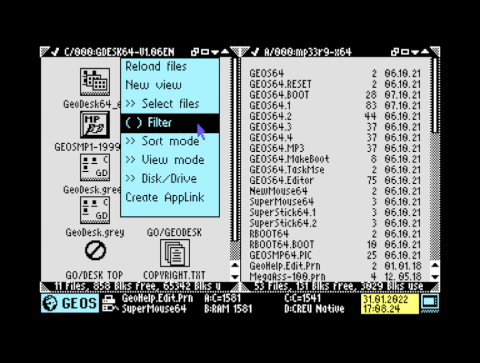 C/000:GDESK64-V1.06EN
Reload files
New view
>> Select files
( ) Filter
>> Sort mode
>> View mode
>> Disk/Drive
Create AppLink
GeoDesk64_e
MP
GEOSMP1-1999
C
GD
GeoDesk.gre
C
GD
GeoDesk.grey
GO/GEODESK
GO/DESK TOP
COPYRIGHT.TXT
11 Files, 858 Blks free, 65342 Blks u
A/000:mp33r9-x64
GEOS64 2 06.10.21
GEOS64.RESET 2 06.10.21
GEOS64.BOOT 28 07.10.21
GEOS64.1 83 07.10.21
GEOS64.2 44 06.10.21
GEOS64.3 37 06.10.21
GEOS64.4 37 06.10.21
GEOS64.MP3 37 06.10.21
GEOS64.MakeBoot 8 06.10.21
GEOS64.TaskMse 2 06.10.21
GEOS64.Editor 75 06.10.21
NewMouse64 2 06.10.21
SuperMouse64 3 06.10.21
SuperStick64.1 3 06.10.21
SuperStick64.2 3 06.10.21
RBOOT64 2 06.10.21
RBOOT64.BOOT 10 06.10.21
GEOSMP64.PIC 25 06.10.21
GeoHelp.Edit.Prn 2 01.01.18
MegaAss-100.prn 4 12.05.18
53 Files, 131 Blks free, 3029 Blks use
GEOS
GeoHelp.Edit.Prn
SuperMouse64
A:C=1581
B:RAM 1581
C:C=1541
D:CREU Native
31.01.2022
17:08.24